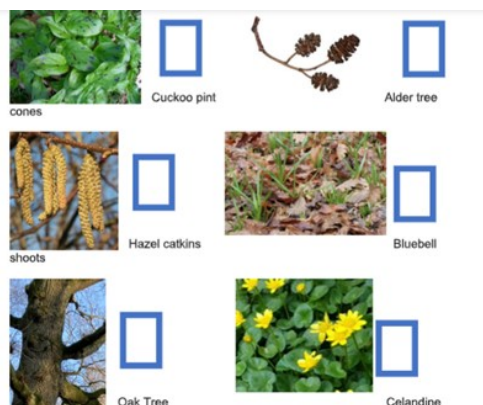 Cuckoo pint Alder tree
cones
Hazel catkins Bluebell
shoots
Oak Tree Celandine